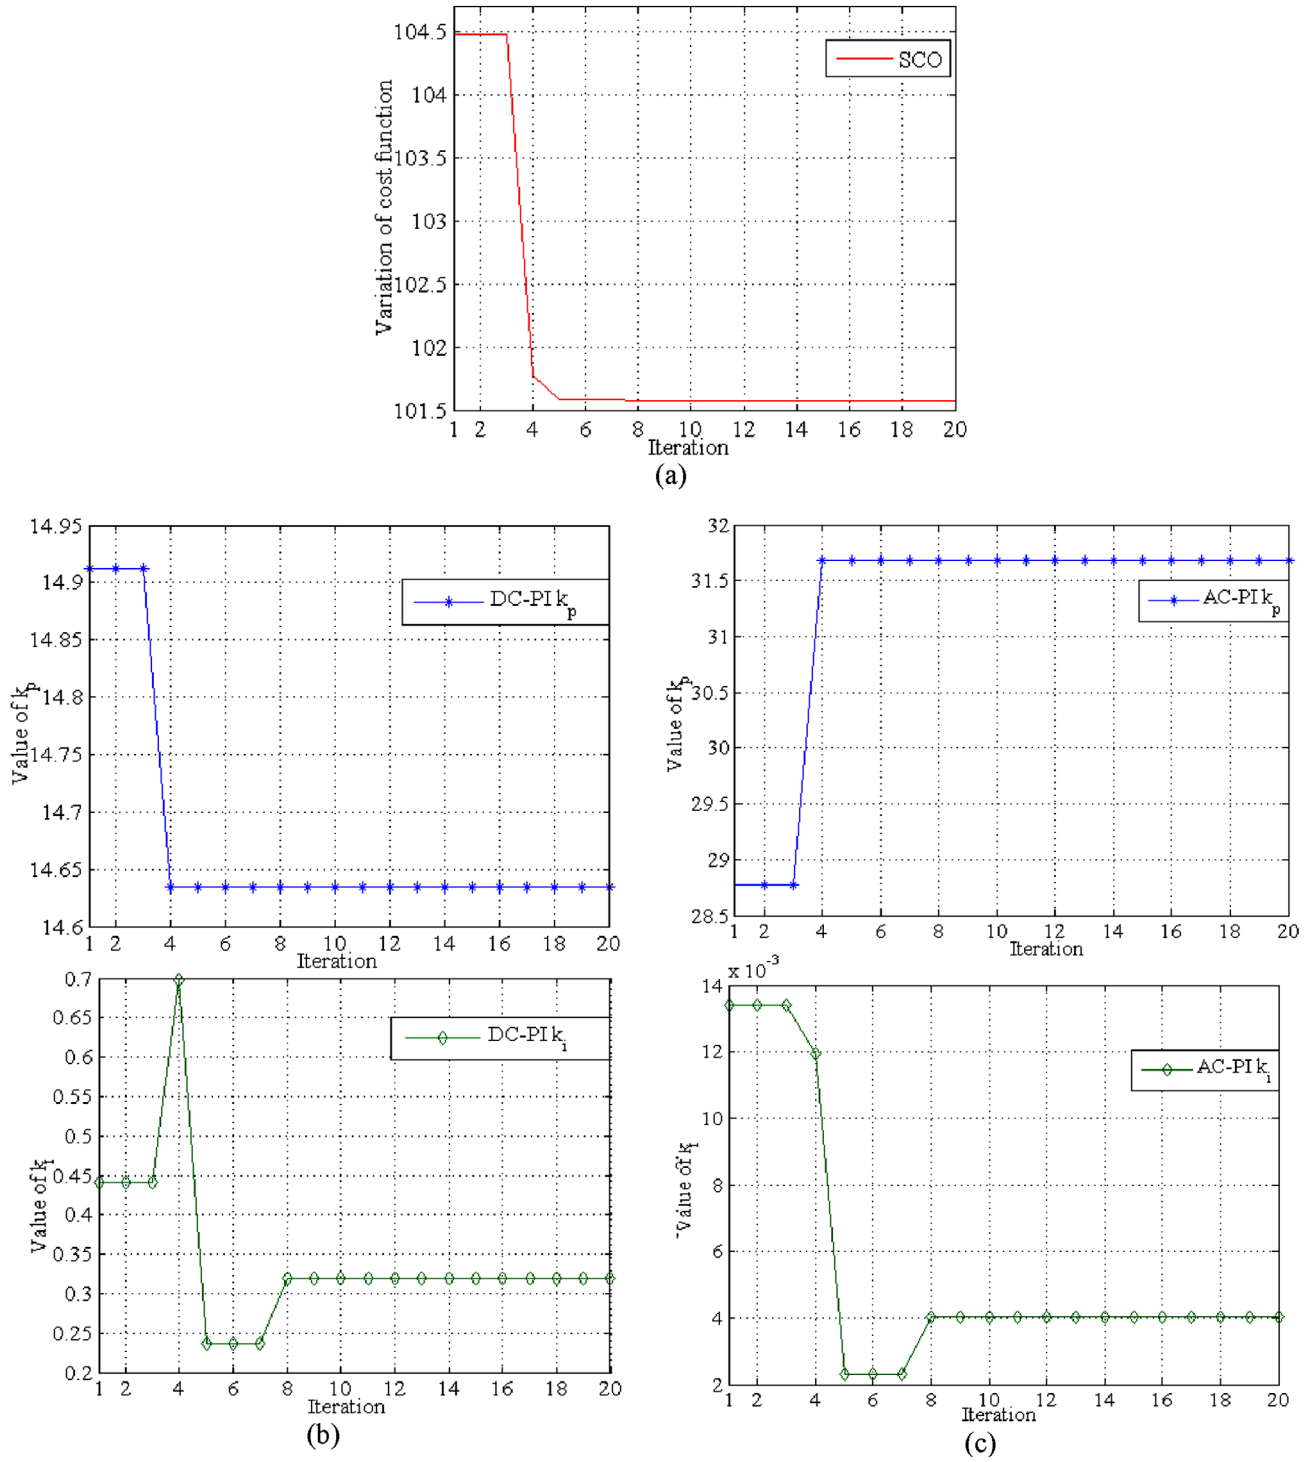 104.5
104
103.5
103
102.5
102
101.5
Variation of cost function
SCO
1 2 4 6 8 10 12 14 16 18 20
Iteration
(a)
14.95
14.9
14.85
14.8
14.75
14.7
14.65
14.6
Value of kp
DC-PI kp
1 2 4 6 8 10 12 14 16 18 20
Iteration
32
31.5
31
30.5
30
29.5
29
28.5
Value of kp
AC-PI kp
1 2 4 6 8 10 12 14 16 18 20
Iteration
0.7
0.65
0.6
0.55
0.5
0.45
0.4
0.35
0.3
0.25
0.2
Value of ki
DC-PI ki
1 2 4 6 8 10 12 14 16 18 20
Iteration
(b)
x 10-3
14
12
10
8
6
4
2
Value of ki
AC-PI ki
1 2 4 6 8 10 12 14 16 18 20
Iteration
(c)